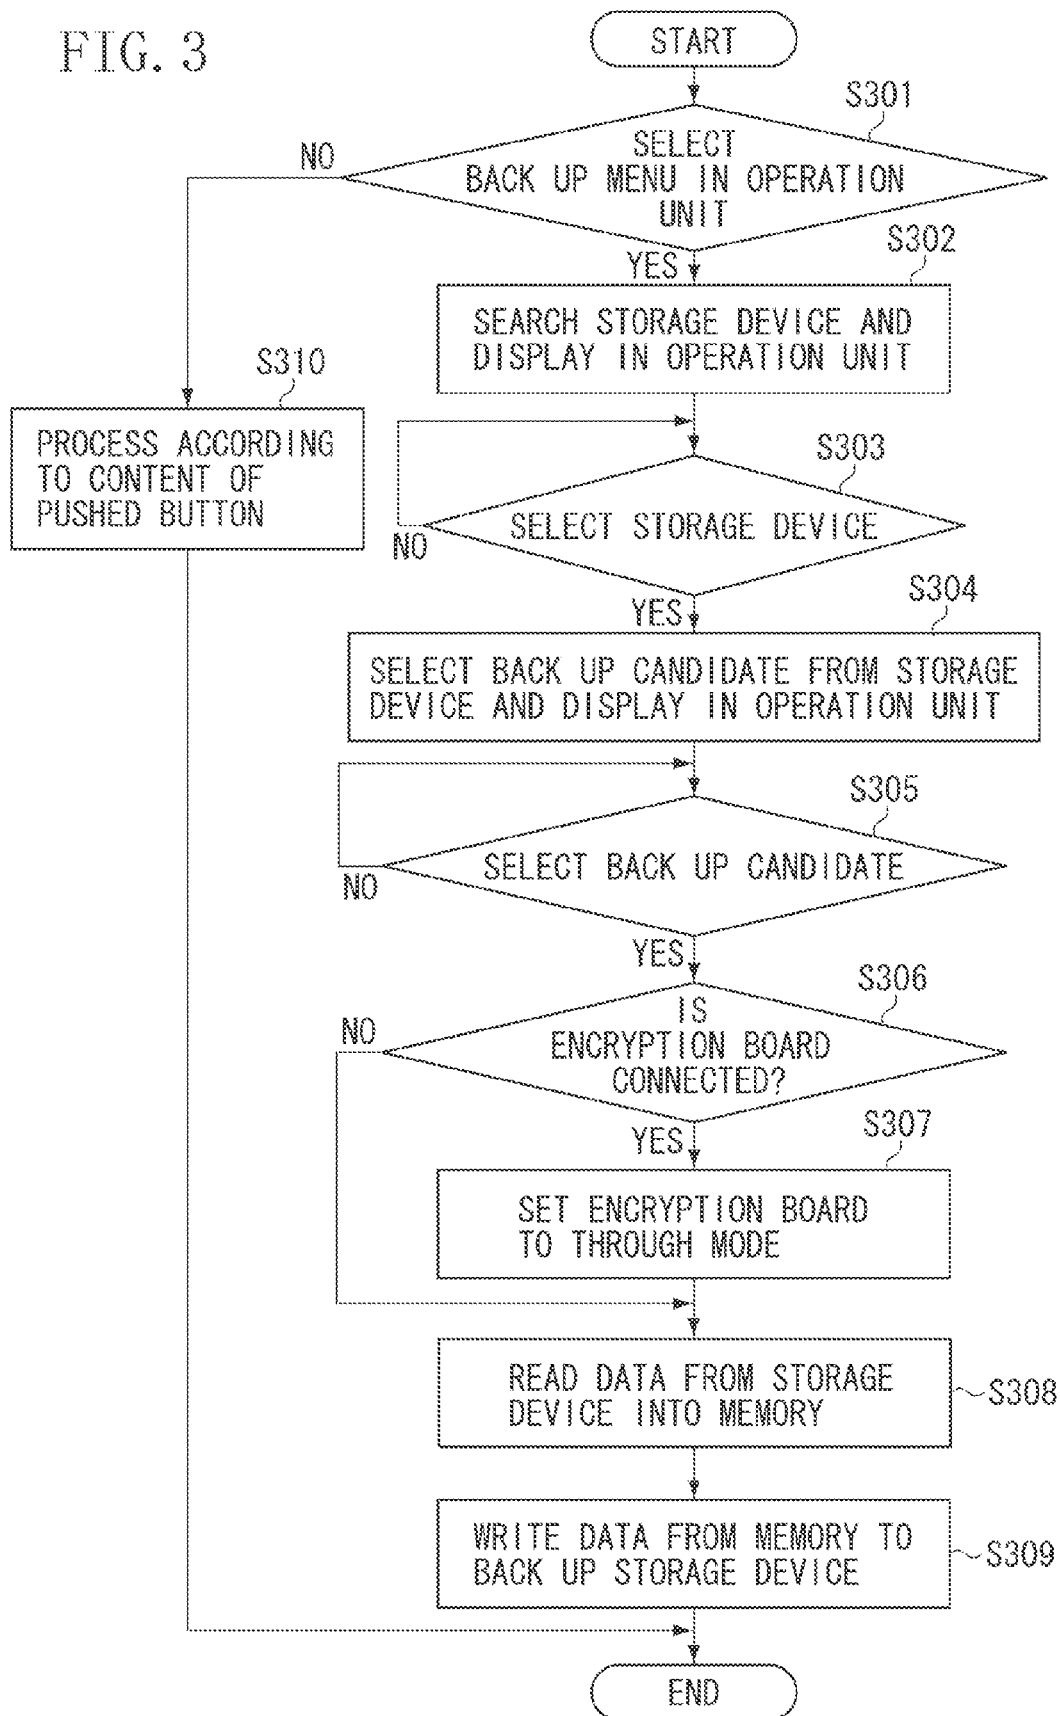 FIG. 3
START
S301
SELECT
BACK UP MENU IN OPERATION
UNIT
NO
YES
S302
SEARCH STORAGE DEVICE AND
DISPLAY IN OPERATION UNIT
S310
PROCESS ACCORDING
TO CONTENT OF
PUSHED BUTTON
S303
SELECT STORAGE DEVICE
NO
YES
S304
SELECT BACK UP CANDIDATE FROM STORAGE
DEVICE AND DISPLAY IN OPERATION UNIT
S305
SELECT BACK UP CANDIDATE
NO
YES
S306
IS
ENCRYPTION BOARD
CONNECTED?
NO
YES
S307
SET ENCRYPTION BOARD
TO THROUGH MODE
READ DATA FROM STORAGE
DEVICE INTO MEMORY
S308
WRITE DATA FROM MEMORY TO
BACK UP STORAGE DEVICE
S309
END